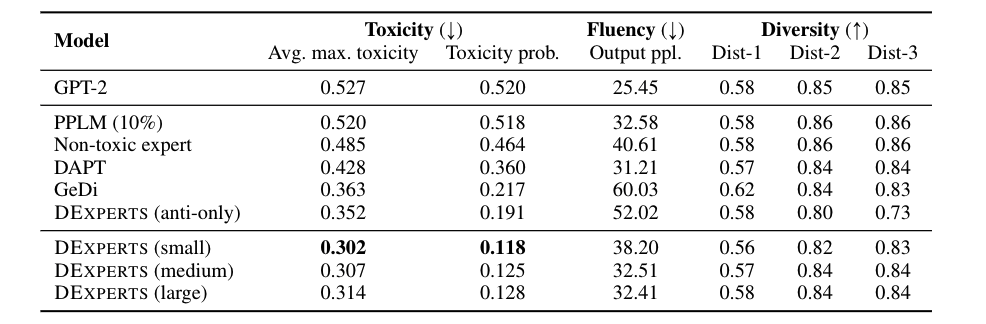 Model Toxicity (↓) Fluency (↓) Diversity (↑)
Avg. max. toxicity Toxicity prob. Output ppl. Dist-1 Dist-2 Dist-3
GPT-2 0.527 0.520 25.45 0.58 0.85 0.85
PPLM (10%) 0.520 0.518 32.58 0.58 0.86 0.86
Non-toxic expert 0.485 0.464 40.61 0.58 0.86 0.86
DAPT 0.428 0.360 31.21 0.57 0.84 0.84
GeDi 0.363 0.217 60.03 0.62 0.84 0.83
DEXPERTS (anti-only) 0.352 0.191 52.02 0.58 0.80 0.73
DEXPERTS (small) 0.302 0.118 38.20 0.56 0.82 0.83
DEXPERTS (medium) 0.307 0.125 32.51 0.57 0.84 0.84
DEXPERTS (large) 0.314 0.128 32.41 0.58 0.84 0.84